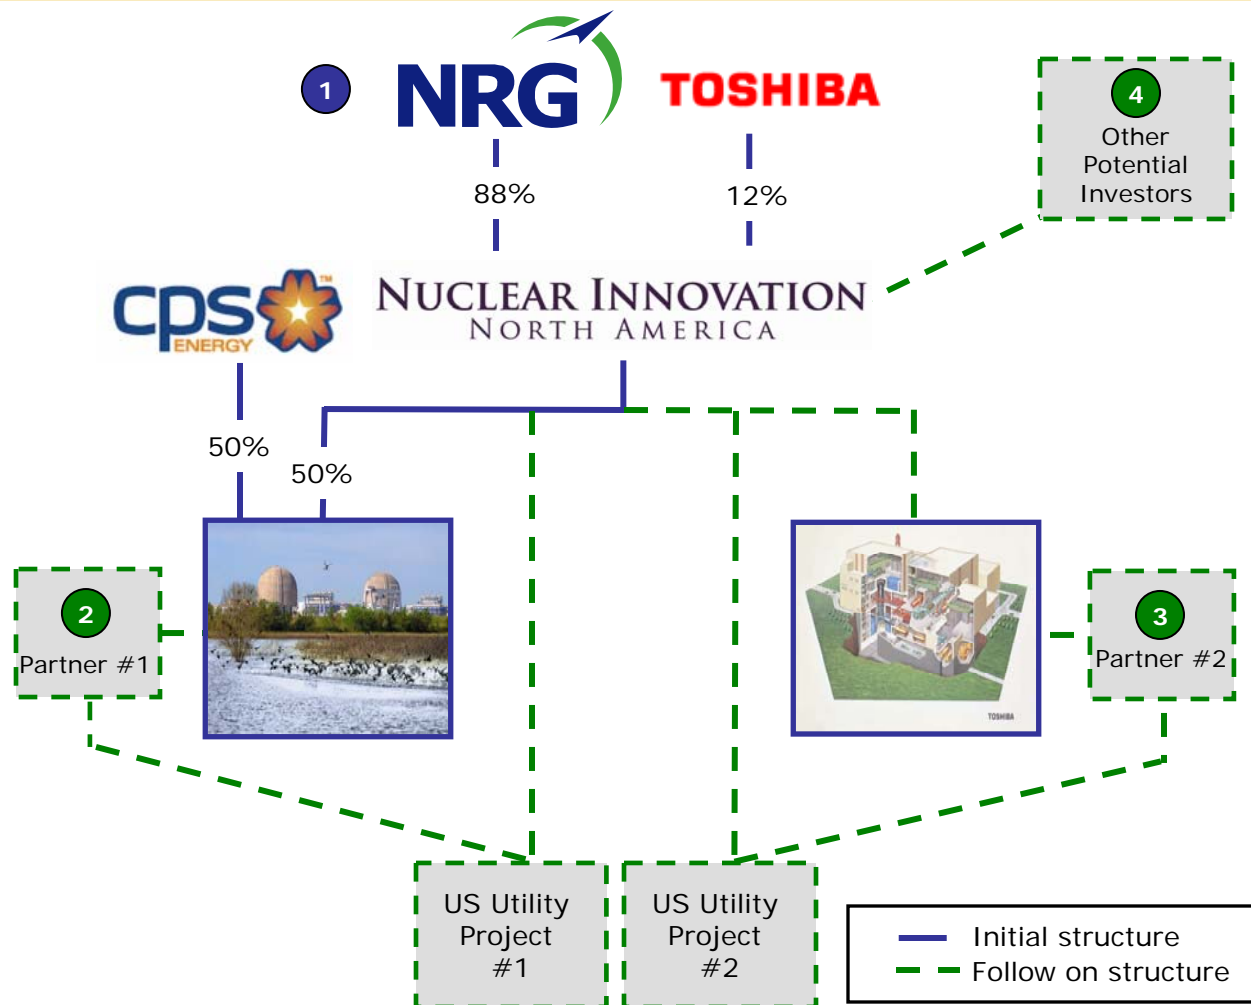 1
NRG
TOSHIBA
4
Other
Potential
Investors
88%
12%
cps
ENERGY
TM
NUCLEAR INNOVATION
NORTH AMERICA
50%
50%
2
Partner #1
TOSHIBA
3
Partner #2
US Utility
Project
#1
US Utility
Project
#2
Initial structure
Follow on structure